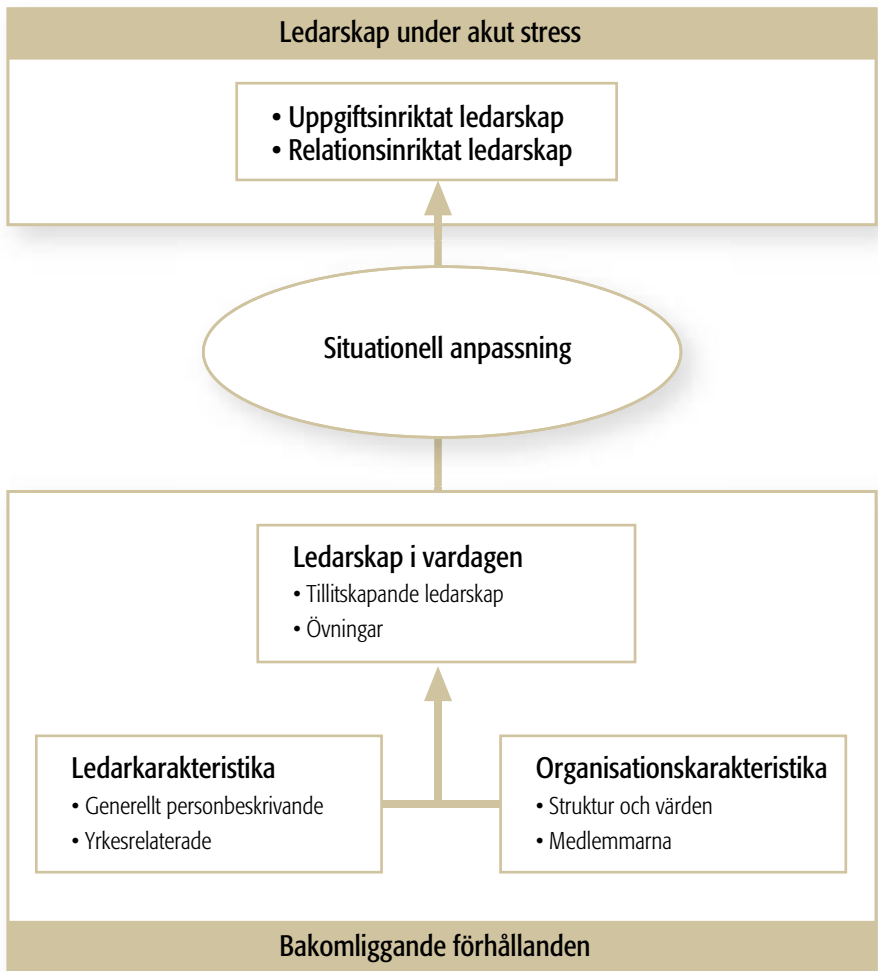 Ledarskap under akut stress
• Uppgiftsinriktat ledarskap
• Relationsinriktat ledarskap
Situationell anpassning
Ledarskap i vardagen
• Tillitskapande ledarskap
• Övningar
Ledarkarakteristika
• Generellt personbeskrivande
• Yrkesrelaterade
Organisationskarakteristika
• Struktur och värden
• Medlemmarna
Bakomliggande förhållanden